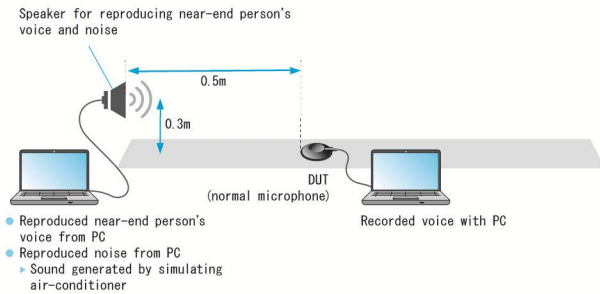 Speaker for reproducing near-end person's
voice and noise
0.5m
0.3m
DUT
(normal microphone)
Recorded voice with PC
● Reproduced near-end person's
voice from PC
● Reproduced noise from PC
▶ Sound generated by simulating
air-conditioner